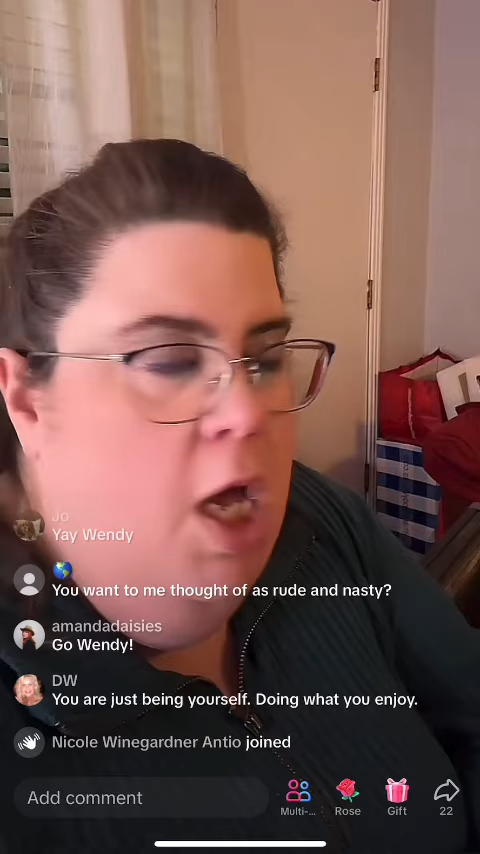 Jo
Yay Wendy
You want to me thought of as rude and nasty?
amandadaisies
Go Wendy!
DW
You are just being yourself. Doing what you enjoy.
Nicole Winegardner Antio joined
Add comment
Multi-...
Rose
Gift
22